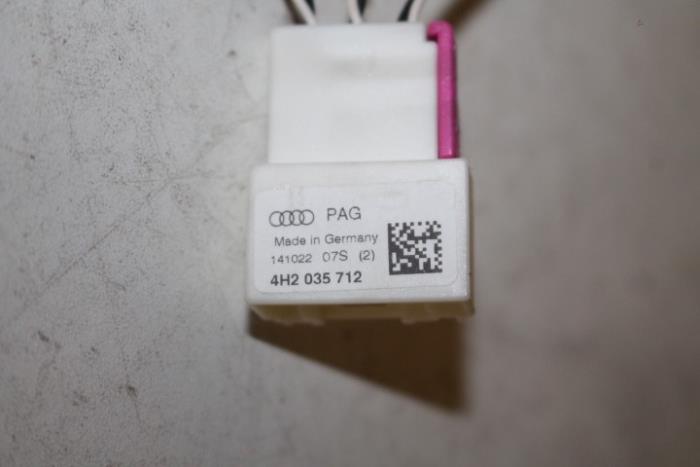 PAG
Made in Germany
141022 07S (2)
4H2 035 712